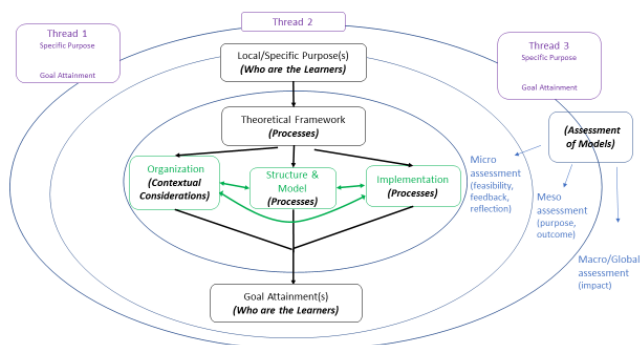 Thread 1
Specific Purpose
Goal Attainment
Thread 2
Thread 3
Specific Purpose
Goal Attainment
Local/Specific Purpose(s)
(Who are the Learners)
Theoretical Framework
(Processes)
Organization
(Contextual
Considerations)
Structure &
Model
(Processes)
Implementation
(Processes)
Goal Attainment(s)
(Who are the Learners)
(Assessment
of Models)
Micro
assessment
(feasibility,
feedback,
reflection)
Meso
assessment
(purpose,
outcome)
Macro/Global
assessment
(impact)